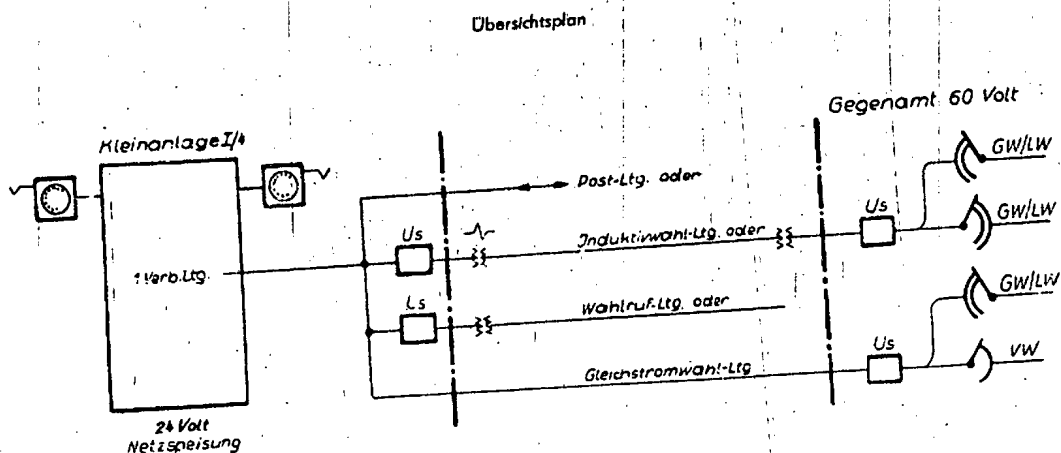 Übersichtsplan
Gegenamt 60 Volt
Kleinanlage I/4
GW/LW
Post-Ltg. oder
Us
Us
Induktivwahl-Ltg. oder
GW/LW
1 Verb.Ltg.
GW/LW
Ls
Wahlruf-Ltg. oder
Us
VW
Gleichstromwahl-Ltg
24 Volt
Netzspeisung